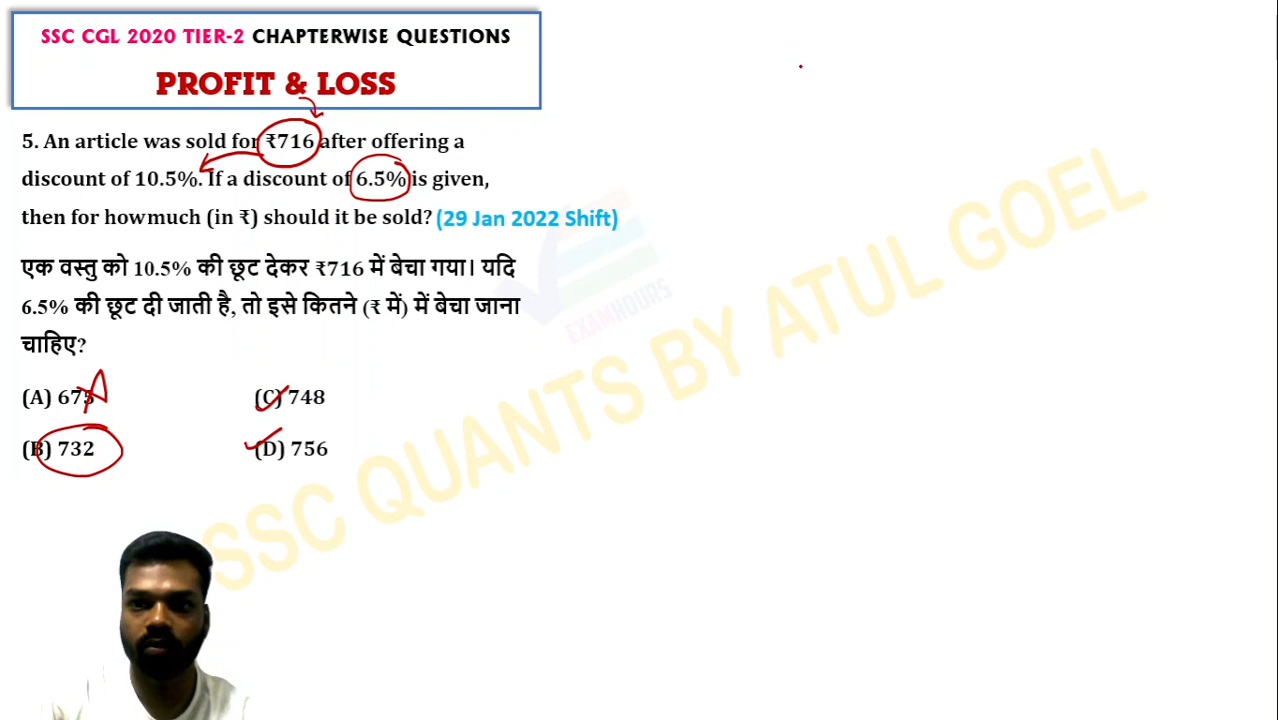 SSC CGL 2020 TIER-2 CHAPTERWISE QUESTIONS
PROFIT & LOSS
5. An article was sold for ₹716 after offering a
discount of 10.5%. If a discount of 6.5% is given,
then for howmuch (in ₹) should it be sold? (29 Jan 2022 Shift)
एक वस्तु को 10.5% की छूट देकर ₹716 में बेचा गया। यदि
6.5% की छूट दी जाती है, तो इसे कितने (₹ में) में बेचा जाना
चाहिए?
(A) 675 (C) 748
(B) 732 (D) 756
EXAMHOURS
SSC QUANTS BY ATUL GOEL